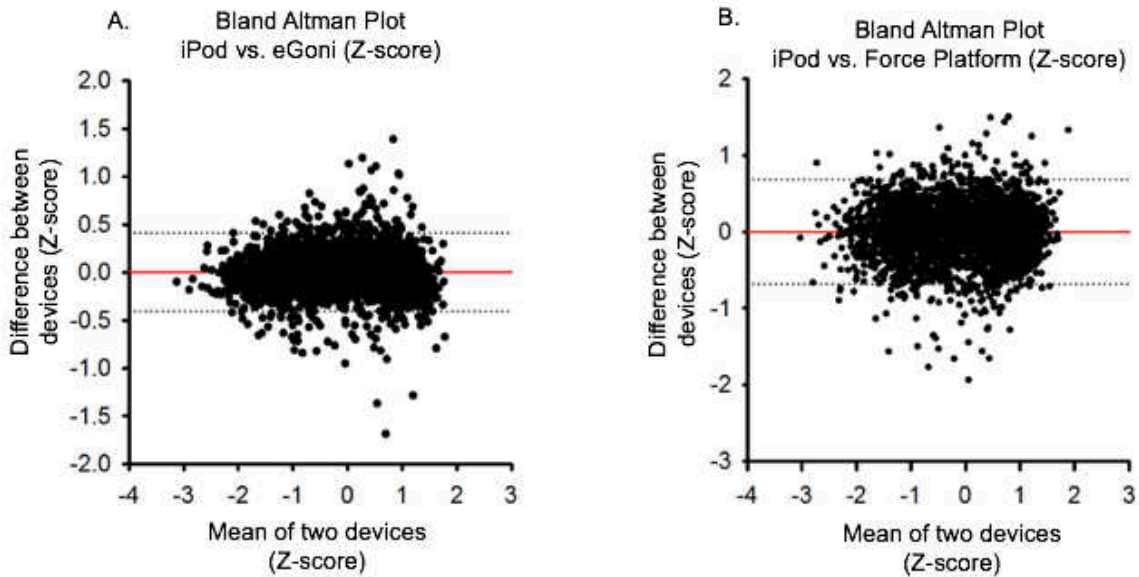 A.
Bland Altman Plot
iPod vs. eGoni (Z-score)
2.0
1.5
1.0
0.5
0.0
-0.5
-1.0
-1.5
-2.0
Difference between
devices (Z-score)
-4 -3 -2 -1 0 1 2 3
Mean of two devices
(Z-score)
B.
Bland Altman Plot
iPod vs. Force Platform (Z-score)
2
1
0
-1
-2
-3
Difference between
devices (Z-score)
-4 -3 -2 -1 0 1 2 3
Mean of two devices
(Z-score)